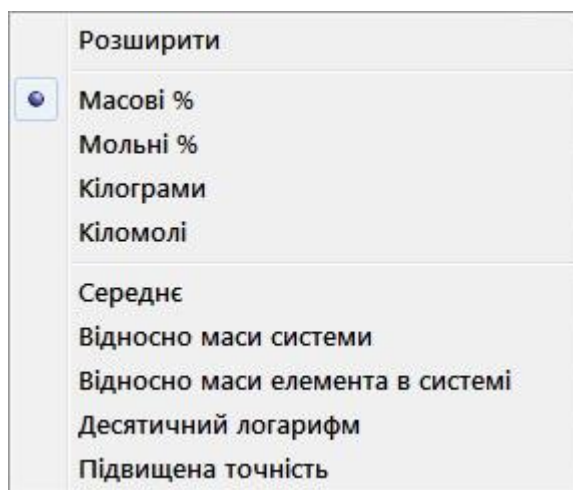 Розширити
Масові %
Мольні %
Кілограми
Кіломолі
Середнє
Відносно маси системи
Відносно маси елемента в системі
Десятичний логарифм
Підвищена точність